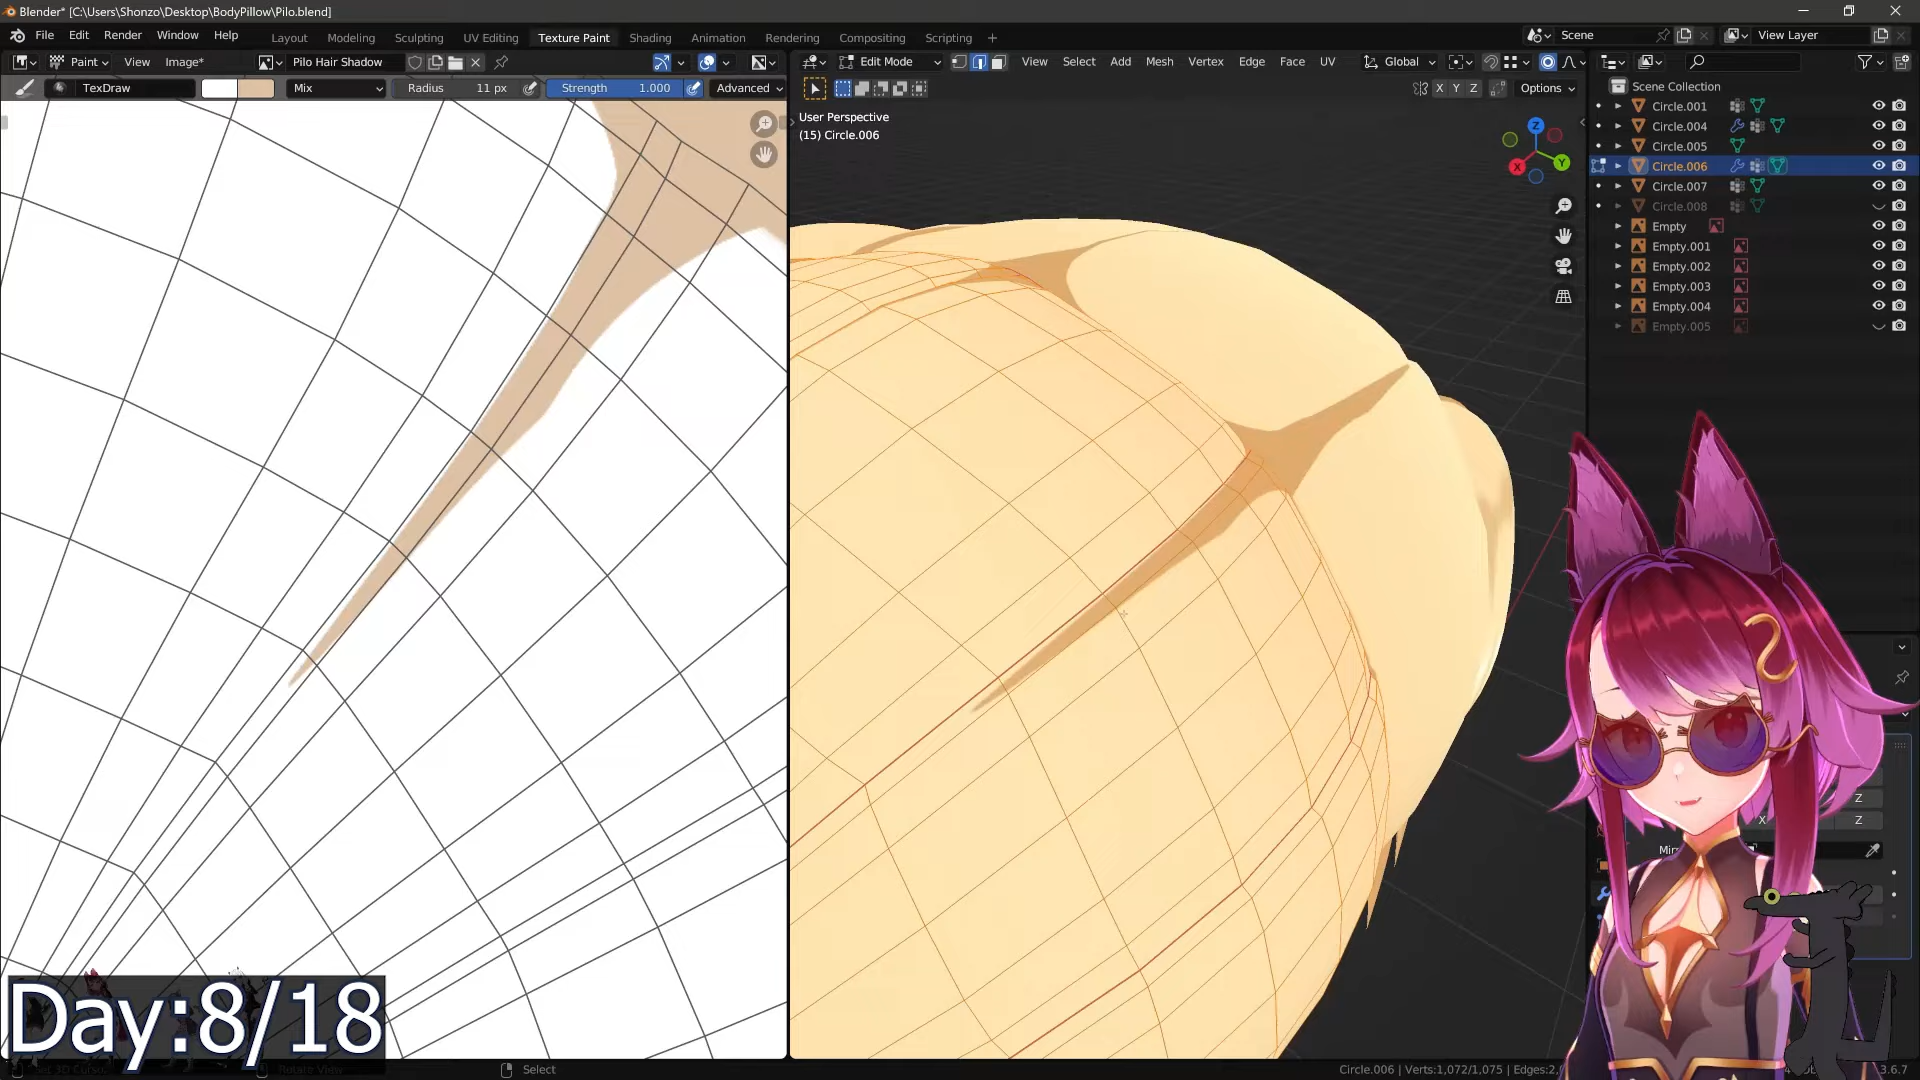 Blender* [C:\Users\Shonzo\Desktop\BodyPillow\Pilo.blend]
File Edit Render Window Help Layout Modeling Sculpting UV Editing Texture Paint Shading Animation Rendering Compositing Scripting Scene View Layer
Paint View Image* Pilo Hair Shadow Edit Mode View Select Add Mesh Vertex Edge Face UV Global
TexDraw Mix Radius 11 px Strength 1.000 Advanced X Y Z Options
Scene Collection
User Perspective
(15) Circle.006
Z
Y
X
Circle.001
Circle.004
Circle.005
Circle.006
Circle.007
Circle.008
Empty
Empty.001
Empty.002
Empty.003
Empty.004
Empty.005
Z
X Z
Day:8/18
Select
Circle.006 | Verts:1,072/1,075 | Edges:2,
3.6.7